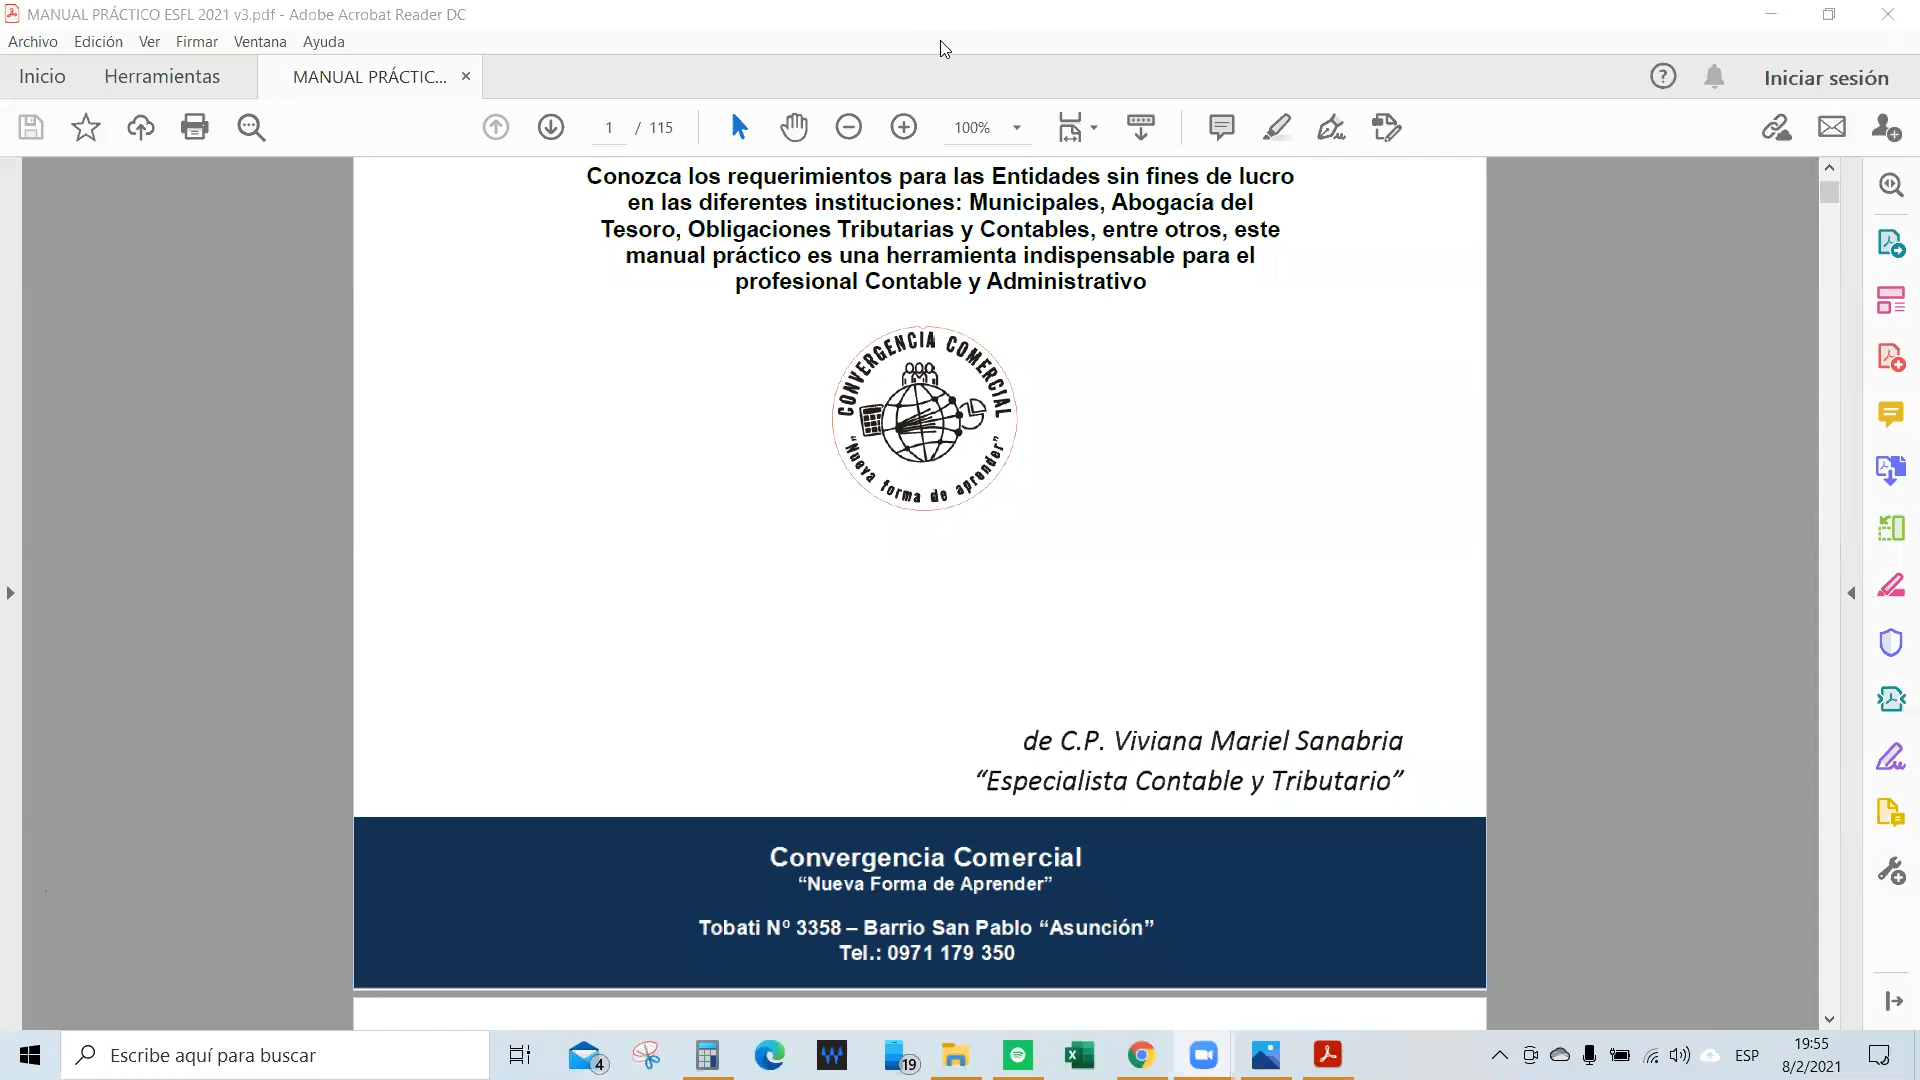 MANUAL PRÁCTICO ESFL 2021 v3.pdf - Adobe Acrobat Reader DC
Archivo Edición Ver Firmar Ventana Ayuda
Inicio Herramientas MANUAL PRÁCTIC... Iniciar sesión
1 / 115 100%
Conozca los requerimientos para las Entidades sin fines de lucro
en las diferentes instituciones: Municipales, Abogacía del
Tesoro, Obligaciones Tributarias y Contables, entre otros, este
manual práctico es una herramienta indispensable para el
profesional Contable y Administrativo
CONVERGENCIA COMERCIAL
“Nueva forma de aprender”
de C.P. Viviana Mariel Sanabria
“Especialista Contable y Tributario”
Convergencia Comercial
“Nueva Forma de Aprender”
Tobati Nº 3358 – Barrio San Pablo “Asunción”
Tel.: 0971 179 350
Escribe aquí para buscar
4
19
ESP
19:55
8/2/2021